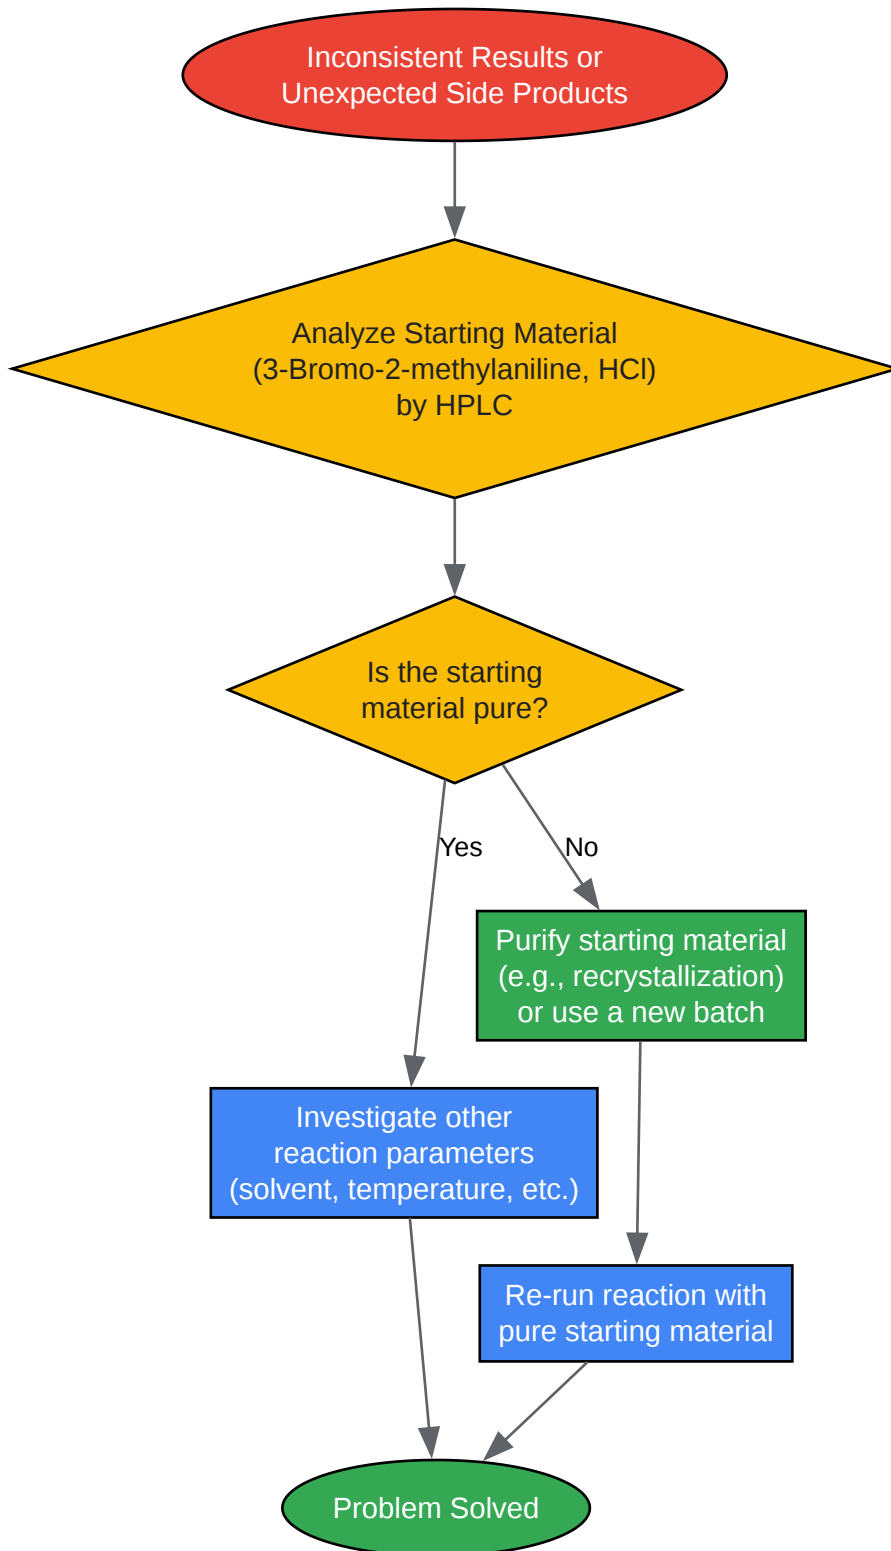 Inconsistent Results or
Unexpected Side Products
Analyze Starting Material
(3-Bromo-2-methylaniline, HCl)
by HPLC
Is the starting
material pure?
Yes
No
Purify starting material
(e.g., recrystallization)
or use a new batch
Investigate other
reaction parameters
(solvent, temperature, etc.)
Re-run reaction with
pure starting material
Problem Solved